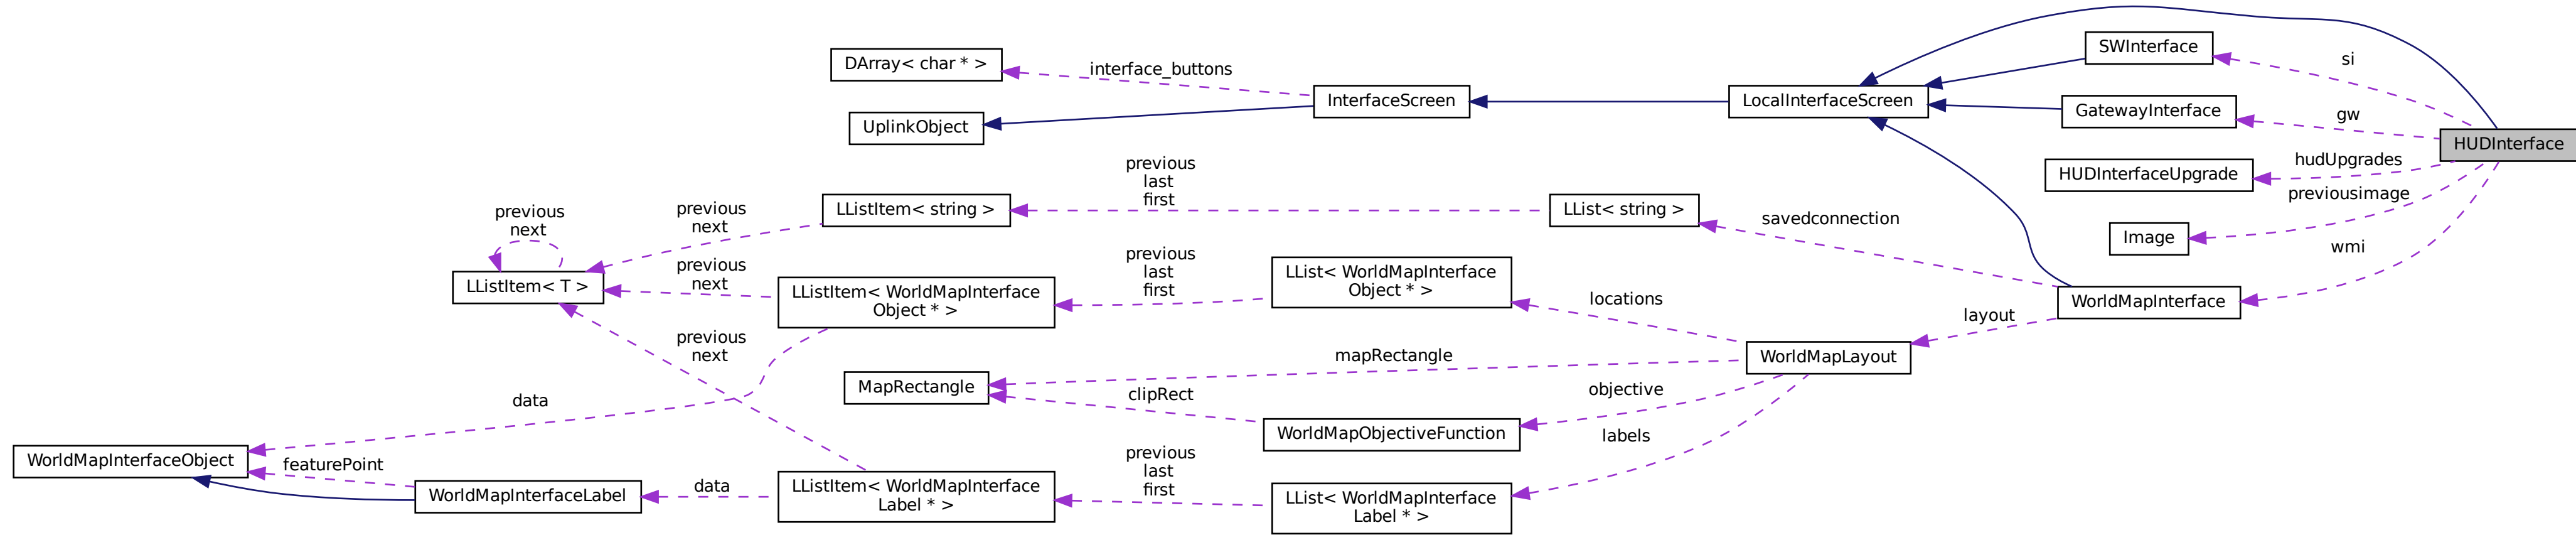 DArray< char * >
interface_buttons
UplinkObject
InterfaceScreen
LocalInterfaceScreen
SWInterface
si
GatewayInterface
gw
HUDInterface
HUDInterfaceUpgrade
hudUpgrades
Image
previousimage
wmi
WorldMapInterface
previous
next
LListItem< T >
previous
next
LListItem< string >
previous
last
first
LList< string >
savedconnection
previous
next
LListItem< WorldMapInterface
Object * >
previous
last
first
LList< WorldMapInterface
Object * >
locations
layout
WorldMapLayout
previous
next
MapRectangle
mapRectangle
clipRect
WorldMapObjectiveFunction
objective
labels
data
WorldMapInterfaceObject
featurePoint
WorldMapInterfaceLabel
data
LListItem< WorldMapInterface
Label * >
previous
last
first
LList< WorldMapInterface
Label * >